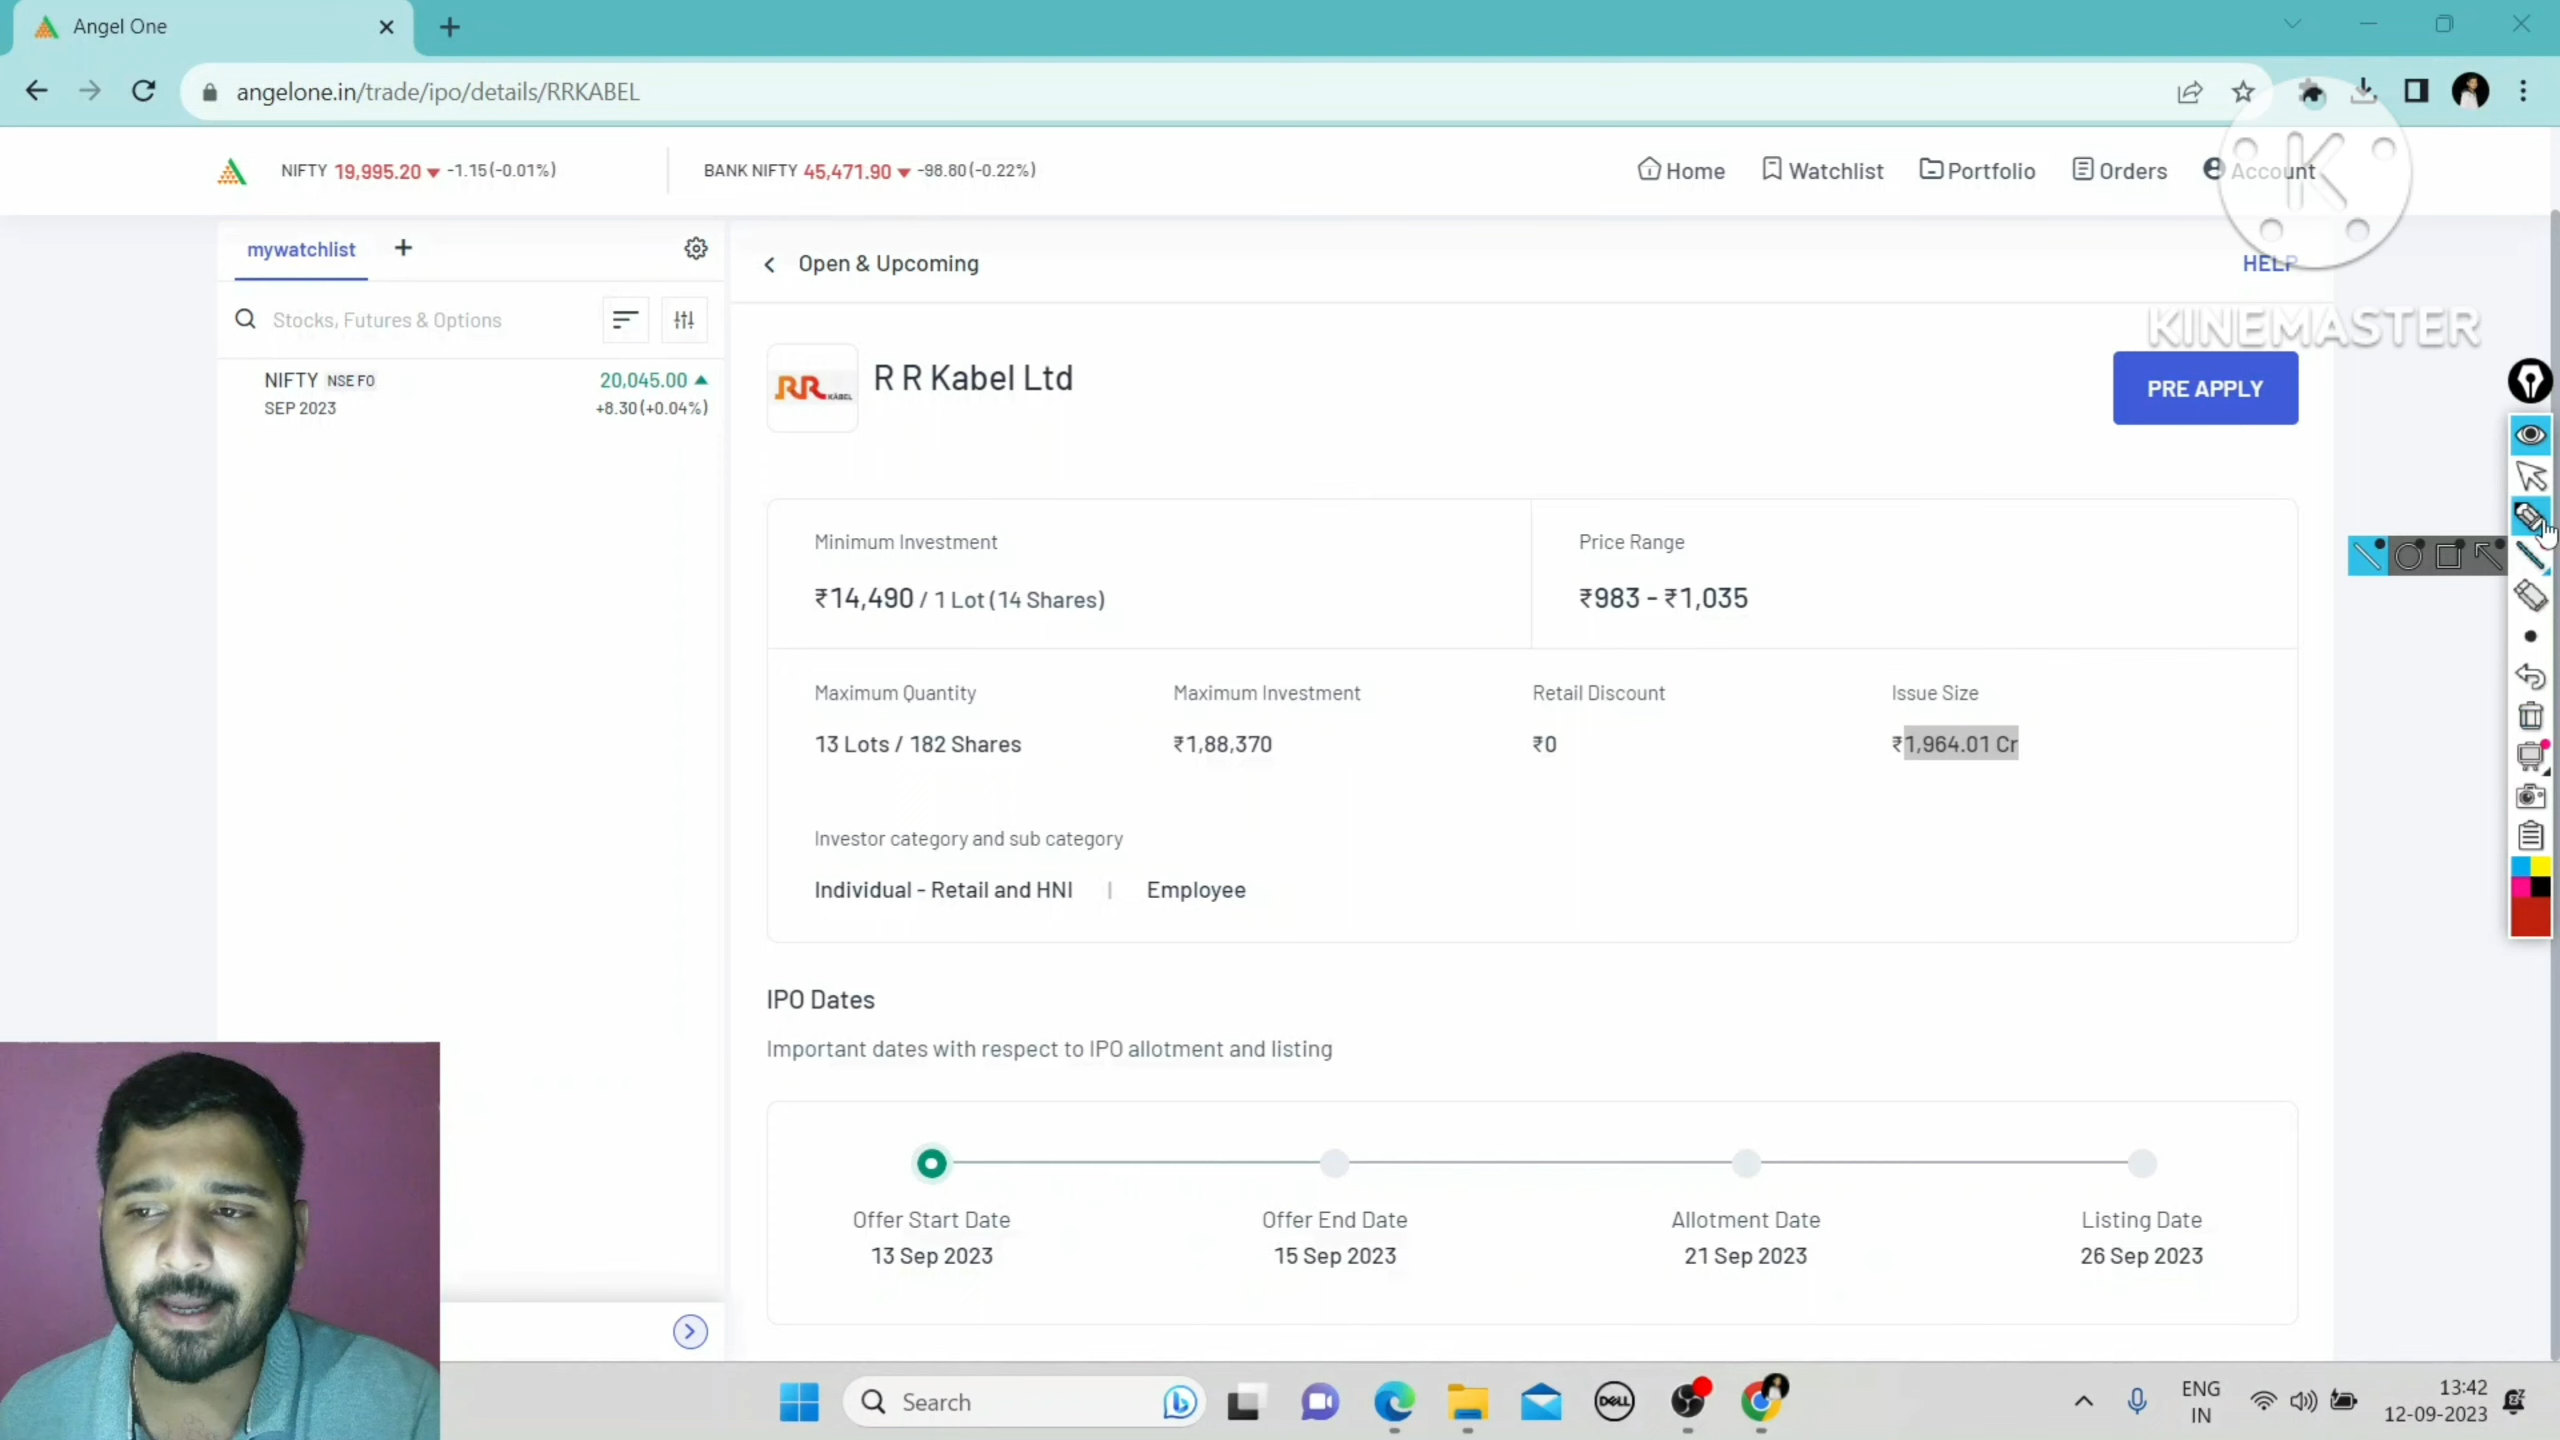 Angel One
angelone.in/trade/ipo/details/RRKABEL
NIFTY 19,995.20 -1.15 (-0.01%)
BANK NIFTY 45,471.90 -98.80 (-0.22%)
Home
Watchlist
Portfolio
Orders
Account
mywatchlist
Stocks, Futures & Options
NIFTY NSE FO 20,045.00
SEP 2023 +8.30 (+0.04%)
Open & Upcoming
HELP
K
KINEMASTER
RR KABEL
R R Kabel Ltd
PRE APPLY
Minimum Investment
₹14,490 / 1 Lot (14 Shares)
Price Range
₹983 - ₹1,035
Maximum Quantity
13 Lots / 182 Shares
Maximum Investment
₹1,88,370
Retail Discount
₹0
Issue Size
₹1,964.01 Cr
Investor category and sub category
Individual - Retail and HNI | Employee
IPO Dates
Important dates with respect to IPO allotment and listing
Offer Start Date
13 Sep 2023
Offer End Date
15 Sep 2023
Allotment Date
21 Sep 2023
Listing Date
26 Sep 2023
Search
DELL
ENG
IN
13:42
12-09-2023